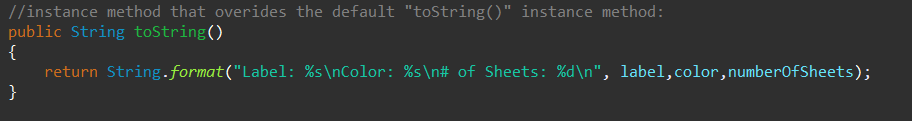 //instance method that overides the default "toString()" instance method:
public String toString()
{
    return String.format("Label: %s\nColor: %s\n# of Sheets: %d\n", label,color,numberOfSheets);
}